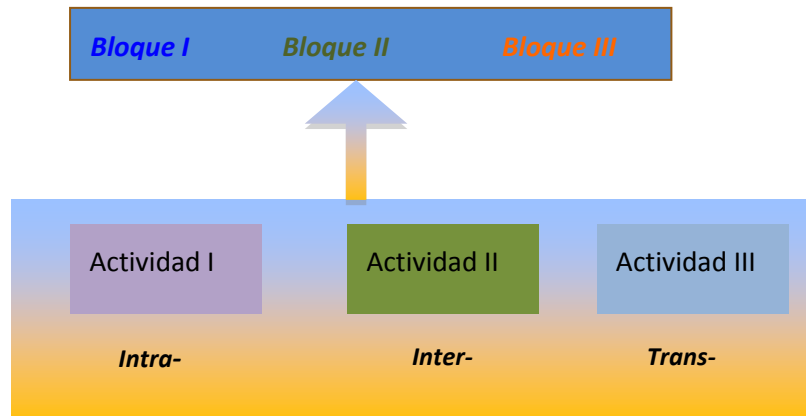 Bloque I Bloque II Bloque III
Actividad I Actividad II Actividad III
Intra- Inter- Trans-